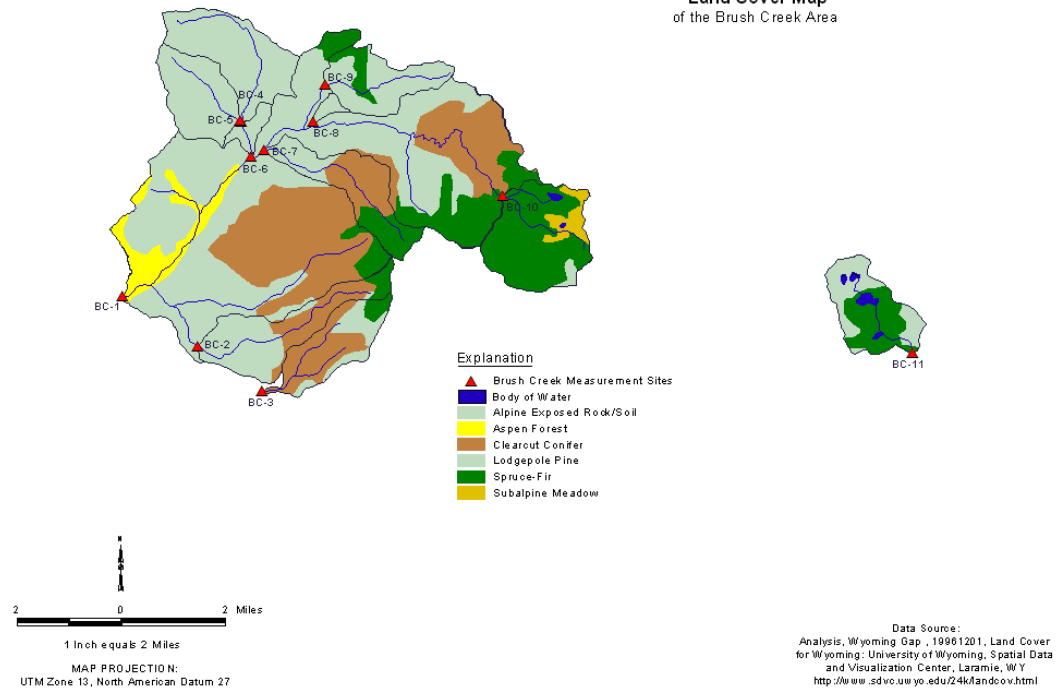 Land Cover Map
of the Brush Creek Area
BC-9
BC-4
BC-5
BC-8
BC-7
BC-6
BC-10
BC-1
BC-2
BC-11
BC-3
Explanation
Brush Creek Measurement Sites
Body of Water
Alpine Exposed Rock/Soil
Aspen Forest
Clearcut Conifer
Lodgepole Pine
Spruce-Fir
Subalpine Meadow
2 0 2 Miles
1 Inch equals 2 Miles
MAP PROJECTION:
UTM Zone 13, North American Datum 27
Data Source:
Analysis, Wyoming Gap , 19961201, Land Cover
for Wyoming: University of Wyoming, Spatial Data
and Visualization Center, Laramie, WY
http://www.sdvc.uwyo.edu/24k/landcov.html